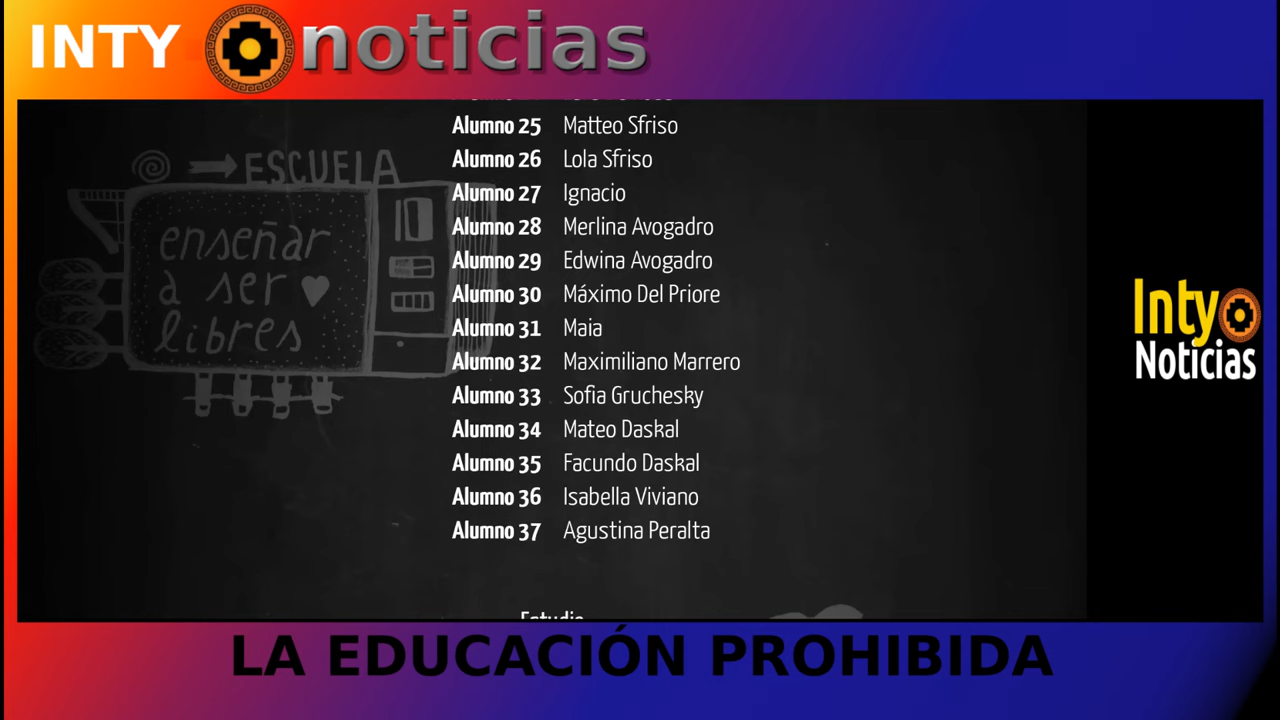 INTY noticias
Alumno 25 Matteo Sfriso
Alumno 26 Lola Sfriso
Alumno 27 Ignacio
Alumno 28 Merlina Avogadro
Alumno 29 Edwina Avogadro
Alumno 30 Máximo Del Priore
Alumno 31 Maia
Alumno 32 Maximiliano Marrero
Alumno 33 Sofia Gruchesky
Alumno 34 Mateo Daskal
Alumno 35 Facundo Daskal
Alumno 36 Isabella Viviano
Alumno 37 Agustina Peralta
ESCUELA
enseñar
a ser
libres
Inty
Noticias
LA EDUCACIÓN PROHIBIDA